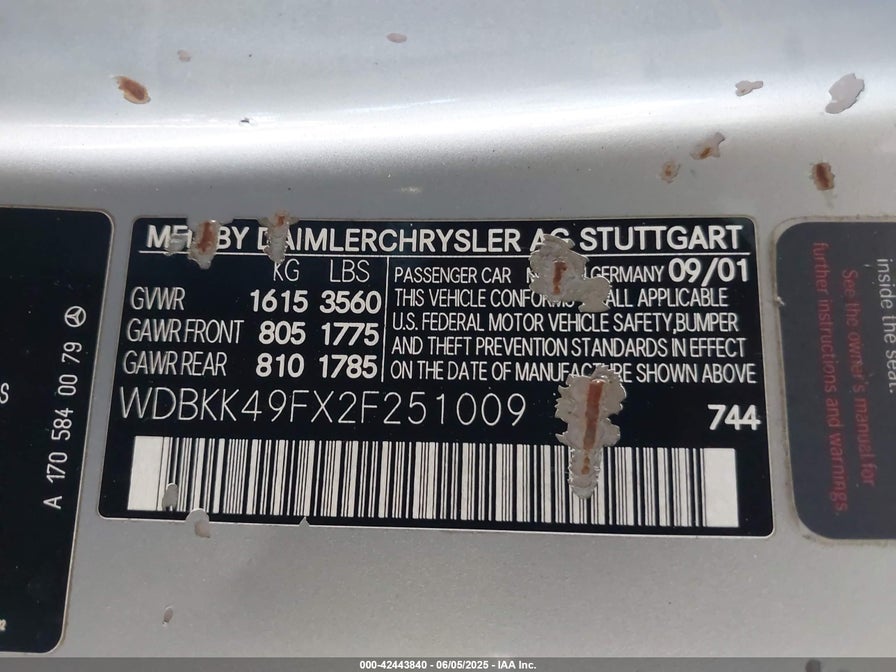 MFD BY DAIMLERCHRYSLER AG STUTTGART
KG LBS
GVWR 1615 3560
GAWR FRONT 805 1775
GAWR REAR 810 1785
PASSENGER CAR GERMANY 09/01
THIS VEHICLE CONFORMS ALL APPLICABLE
U.S. FEDERAL MOTOR VEHICLE SAFETY,BUMPER
AND THEFT PREVENTION STANDARDS IN EFFECT
ON THE DATE OF MANUFACTURE SHOWN ABOVE
WDBKK49FX2F251009
744
A 170 584 00 79
inside the seas
See the owner's manual for
further instructions and warnings.
000-42443840 - 06/05/2025 - IAA Inc.